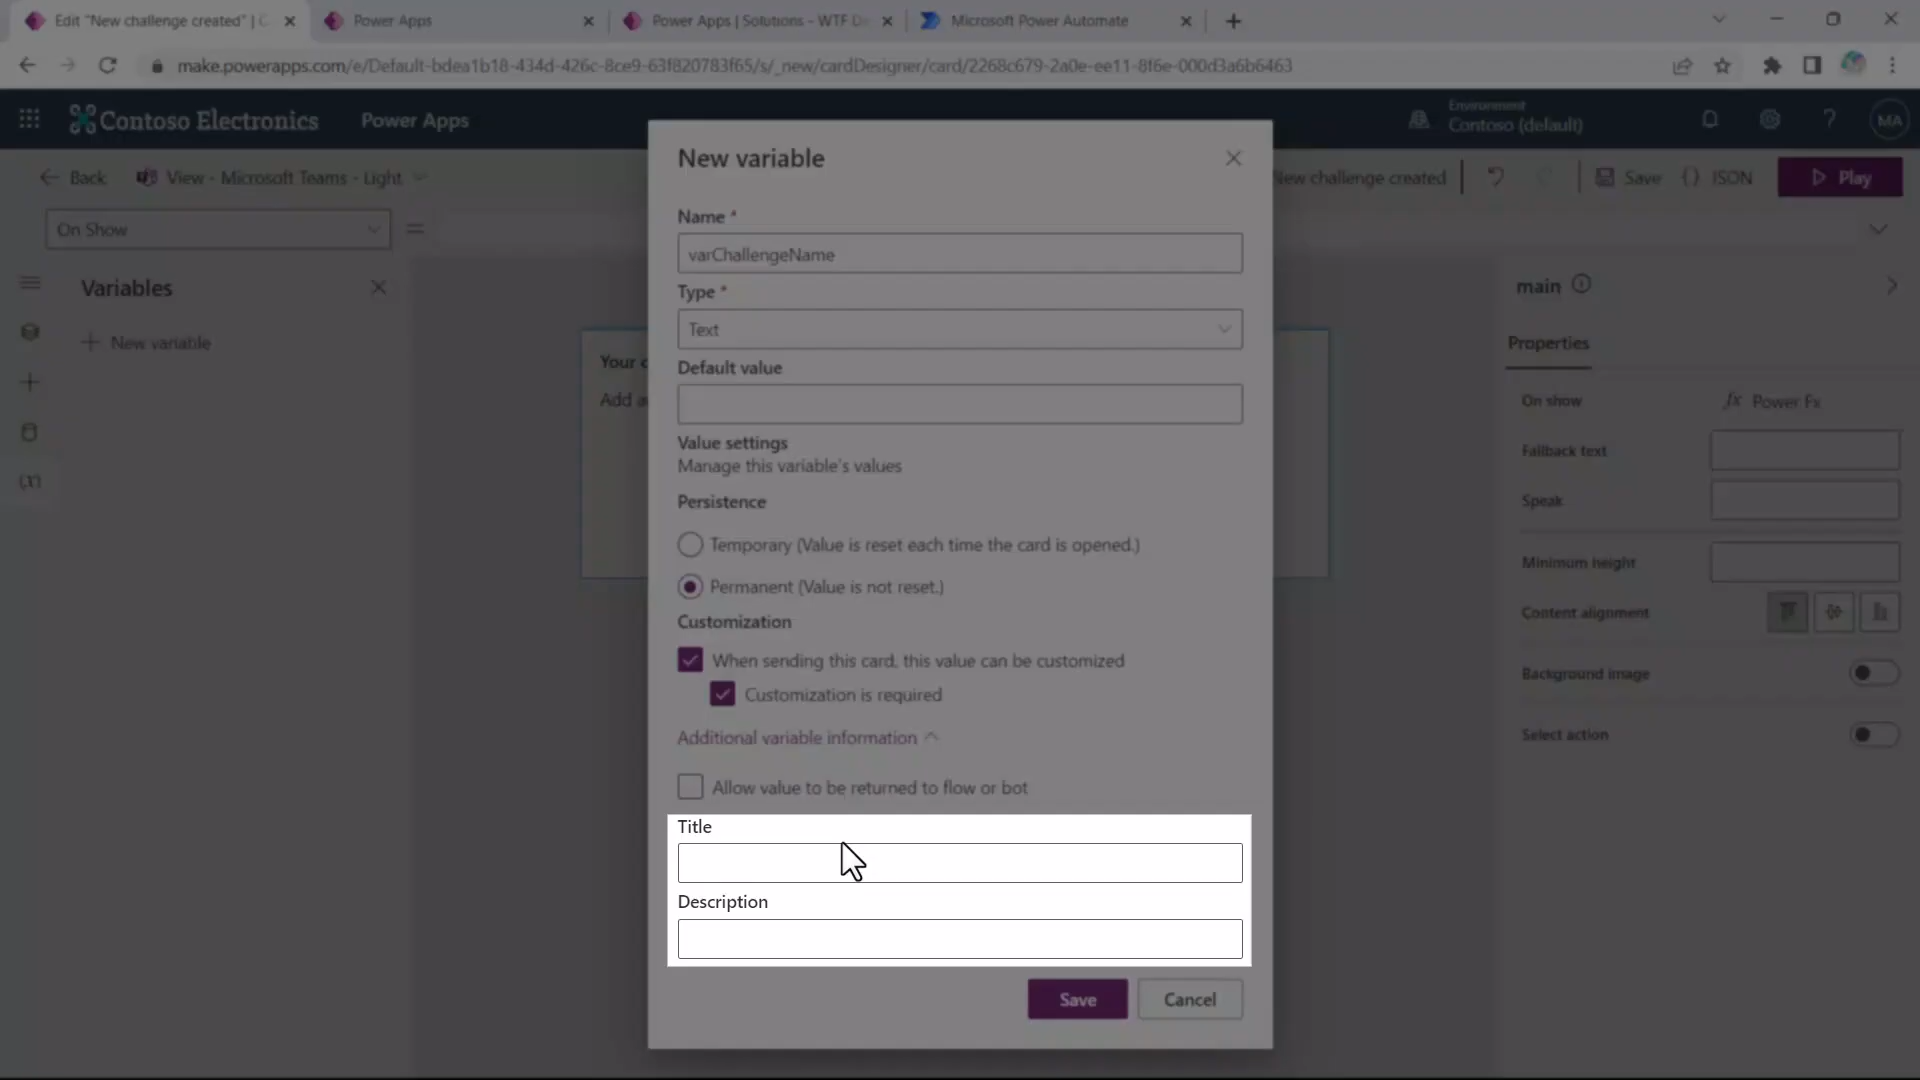 Edit "New challenge created" | C
Power Apps
Power Apps | Solutions - WTF De
Microsoft Power Automate
make.powerapps.com/e/Default-bdea1b18-434d-426c-8ce9-63f820783f65/s/_new/cardDesigner/card/2268c679-2a0e-ee11-8f6e-000d3a6b6463
Contoso Electronics
Power Apps
Environment
Contoso (default)
MA
Back
View - Microsoft Teams - Light
New challenge created
Save
{} JSON
Play
On Show
=
Variables
New variable
Your c
Add a
New variable
Name *
varChallengeName
Type *
Text
Default value
Value settings
Manage this variable's values
Persistence
Temporary (Value is reset each time the card is opened.)
Permanent (Value is not reset.)
Customization
When sending this card, this value can be customized
Customization is required
Additional variable information
Allow value to be returned to flow or bot
Title
Description
Save
Cancel
main
Properties
On show
fx Power Fx
Fallback text
Speak
Minimum height
Content alignment
Background image
Select action